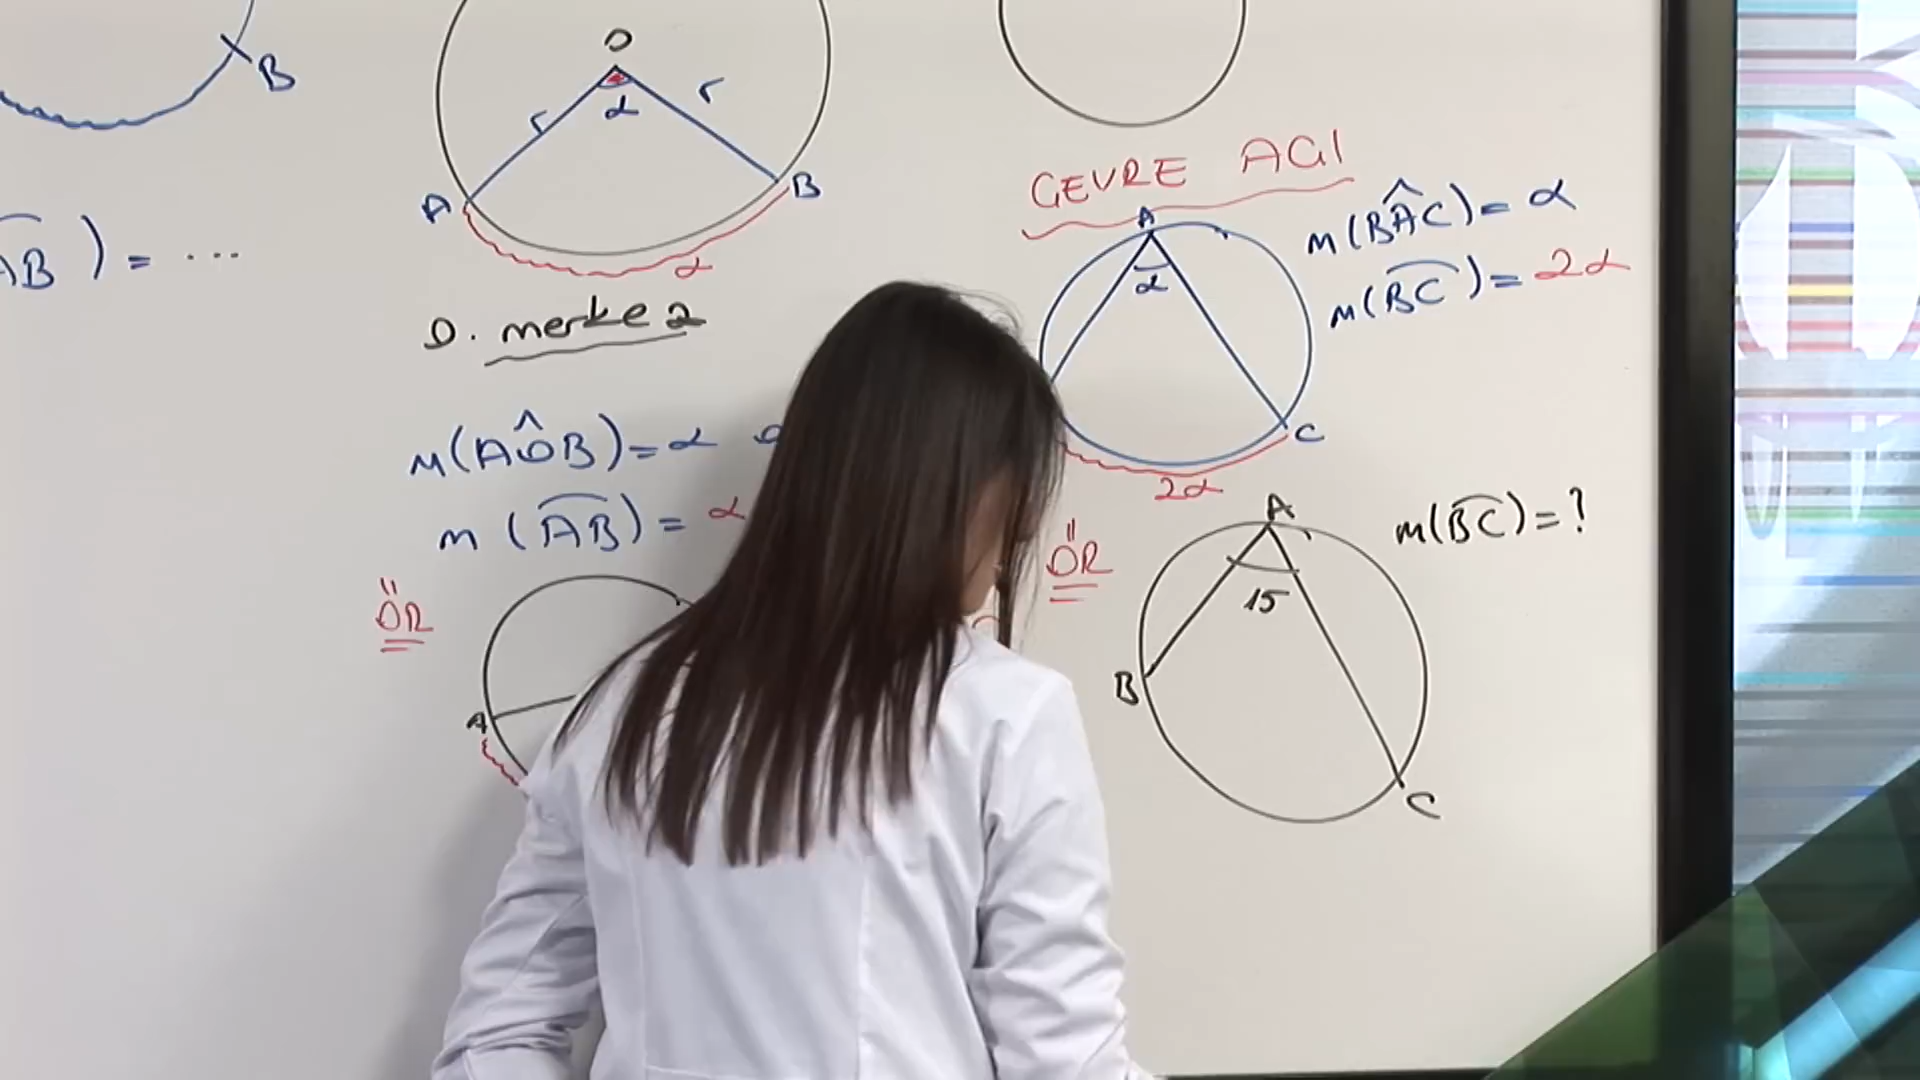 B
AB ) = ...
O
α
r
r
A
B
α
O. merkez
m(AÔB) = α
m (AB) = α
ÖR
A
ÇEVRE AÇI
A
α
C
2α
m(BÂC) = α
m(BC) = 2α
ÖR
A
15
B
C
m(BC) = ?